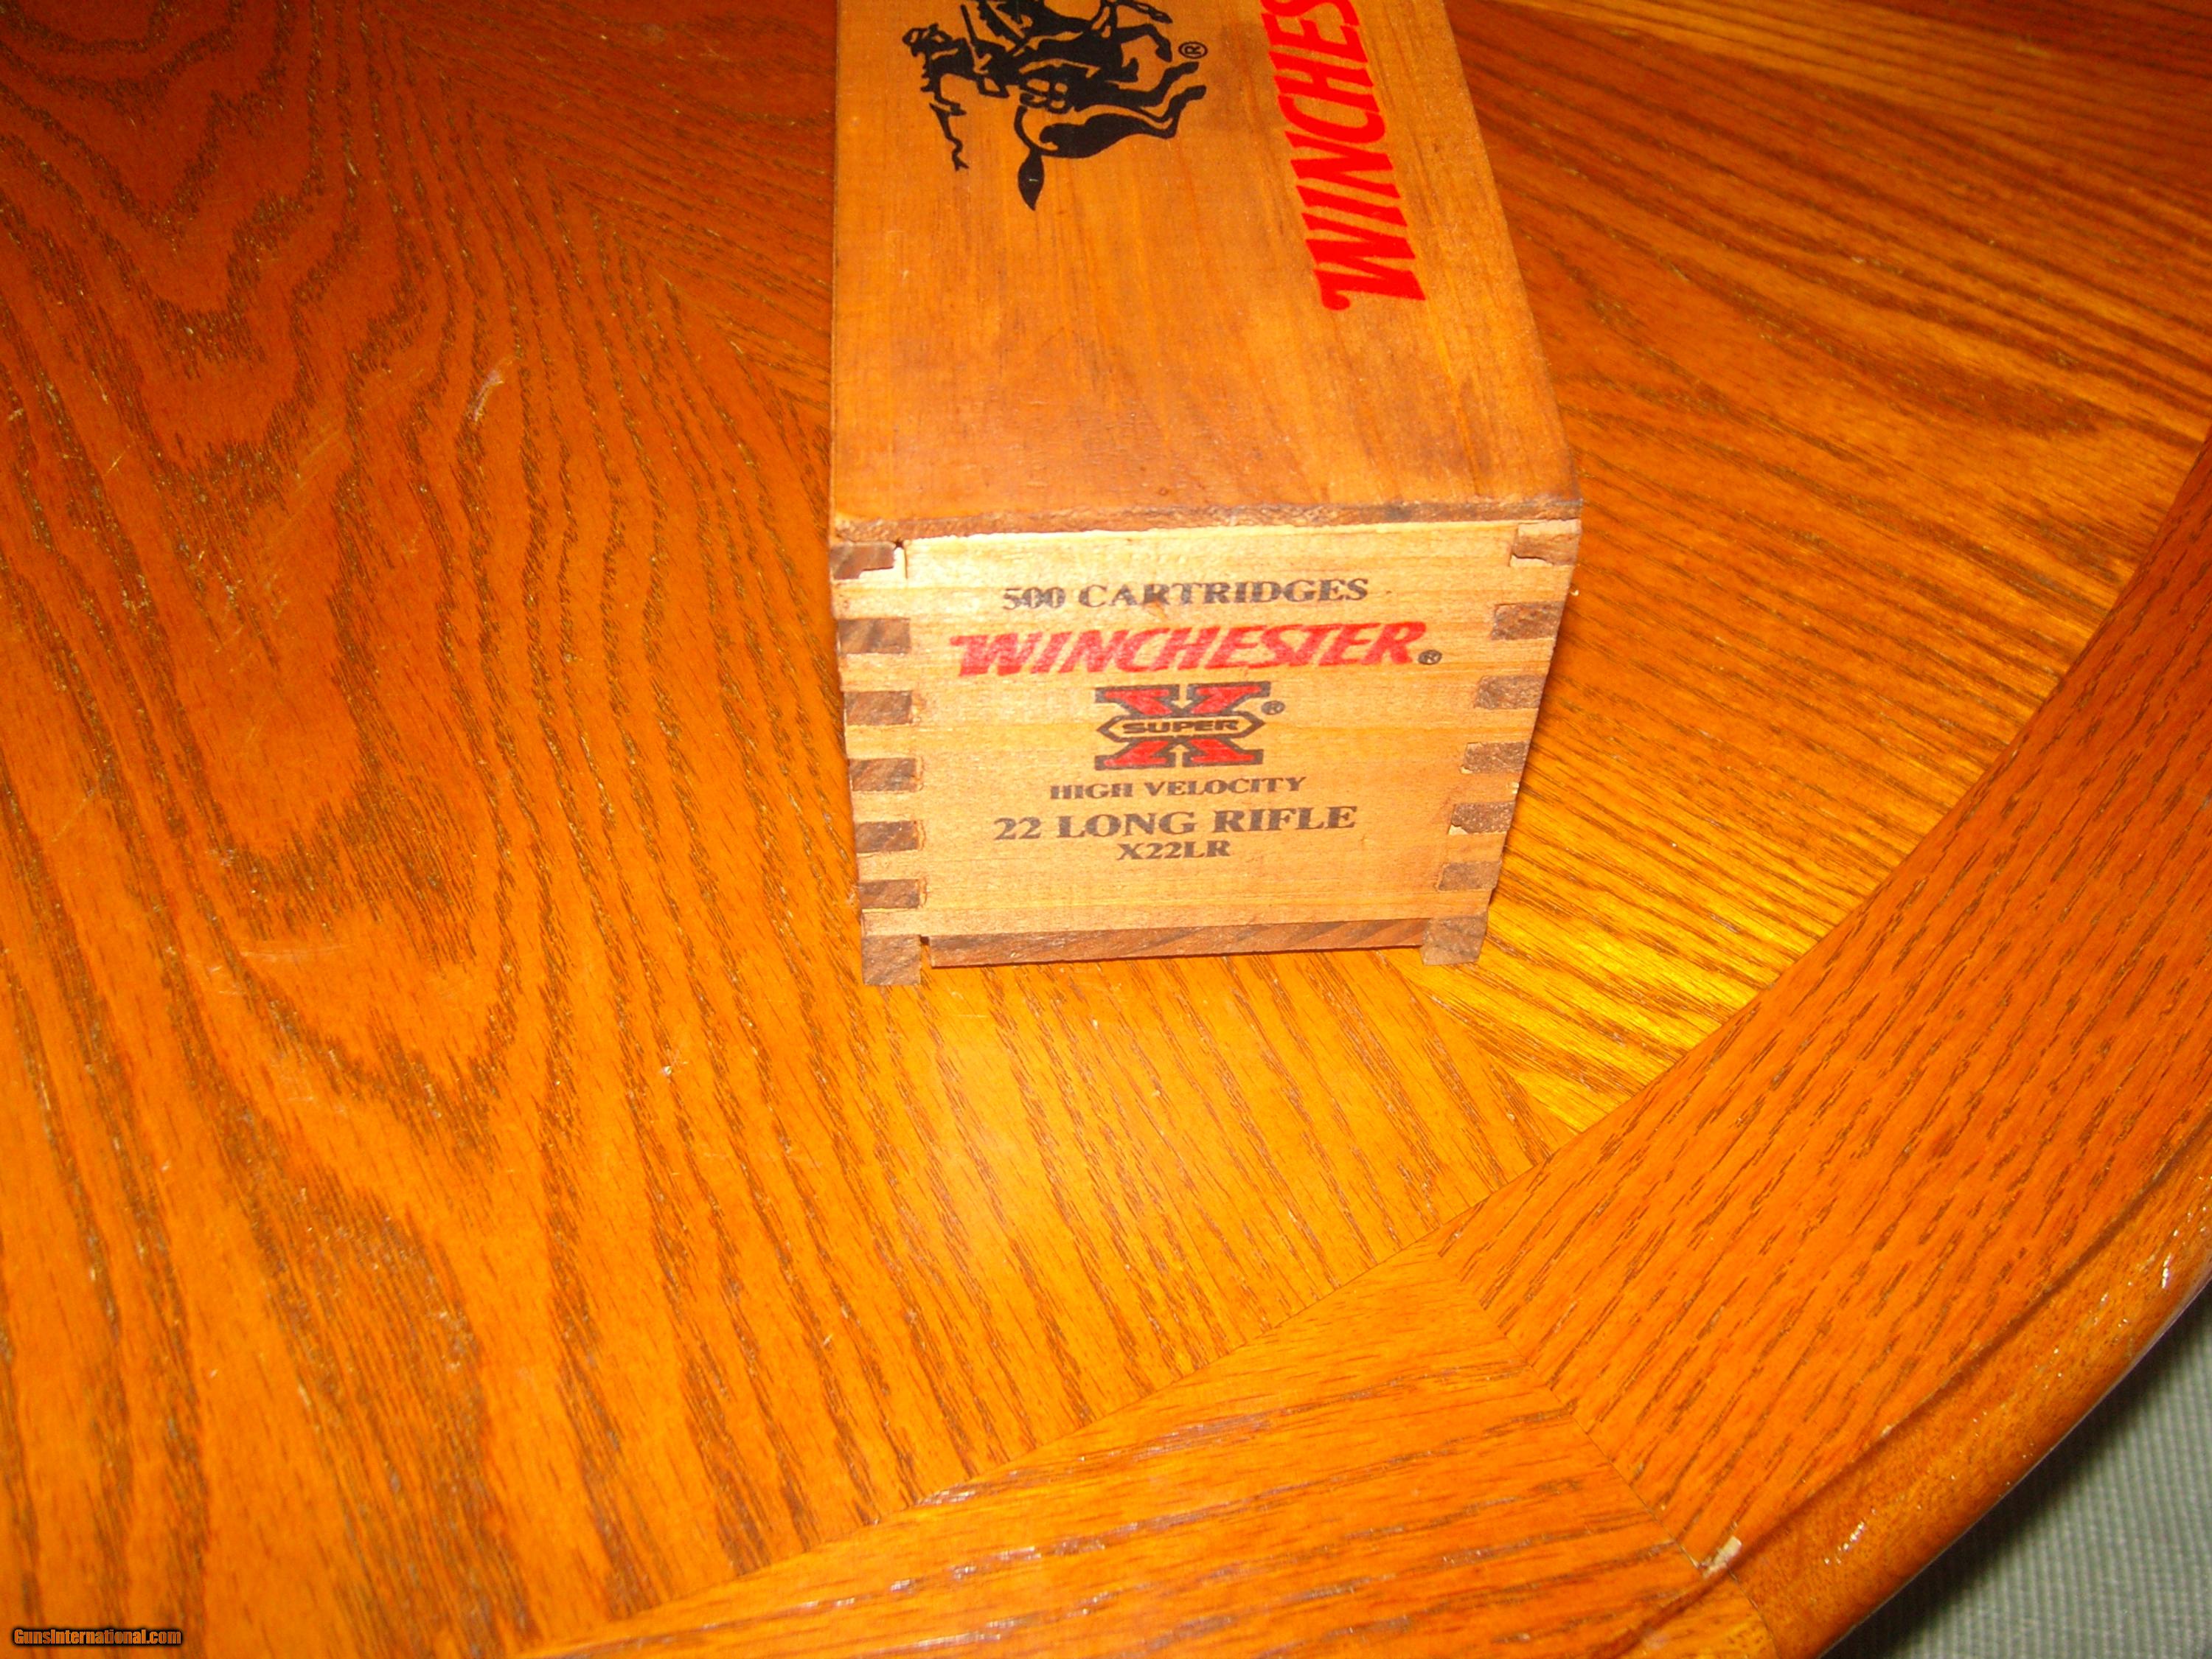 ®
WINCHES
500 CARTRIDGES
WINCHESTER®
X®
SUPER
HIGH VELOCITY
22 LONG RIFLE
X22LR
GunsInternational.com